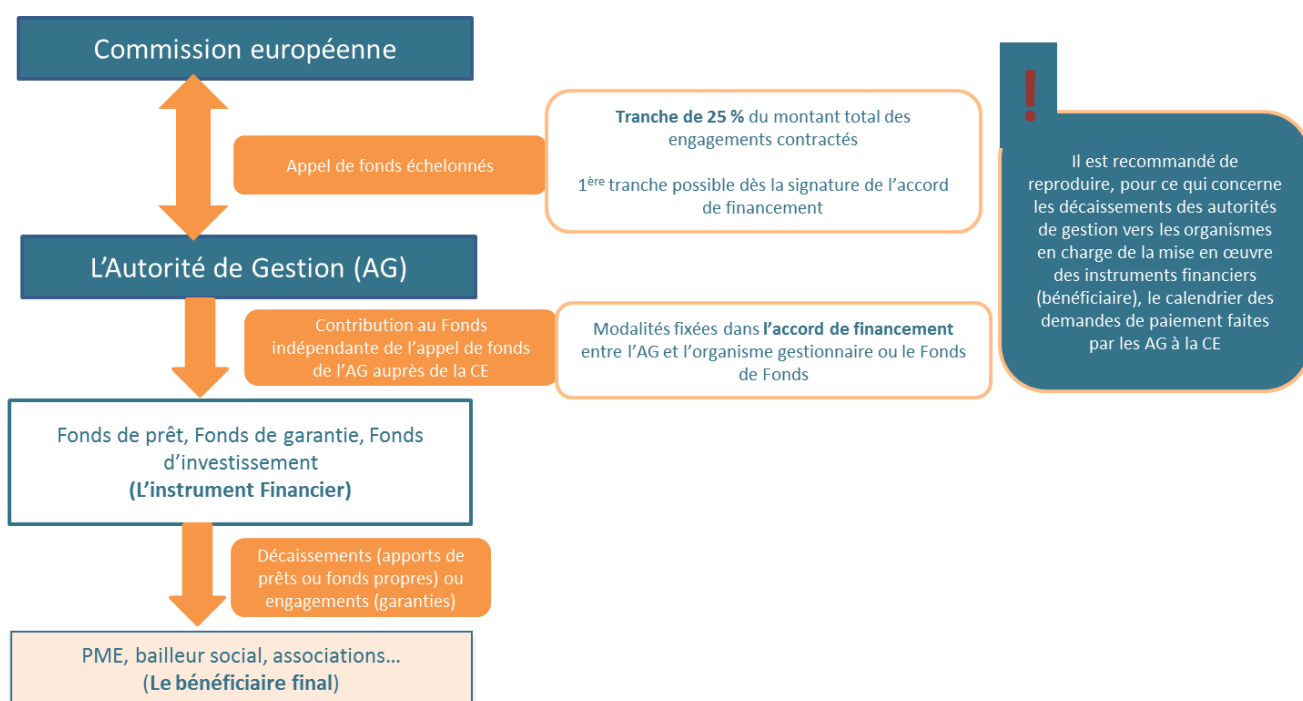 Commission européenne
Appel de fonds échelonnés
Tranche de 25 % du montant total des
engagements contractés
1ère tranche possible dès la signature de l'accord
de financement
L'Autorité de Gestion (AG)
Contribution au Fonds
indépendante de l'appel de fonds
de l'AG auprès de la CE
Modalités fixées dans l'accord de financement
entre l'AG et l'organisme gestionnaire ou le Fonds
de Fonds
Fonds de prêt, Fonds de garantie, Fonds
d'investissement
(L'instrument Financier)
Décaissements (apports de
prêts ou fonds propres) ou
engagements (garanties)
PME, bailleur social, associations…
(Le bénéficiaire final)
!
Il est recommandé de
reproduire, pour ce qui concerne
les décaissements des autorités
de gestion vers les organismes
en charge de la mise en œuvre
des instruments financiers
(bénéficiaire), le calendrier des
demandes de paiement faites
par les AG à la CE